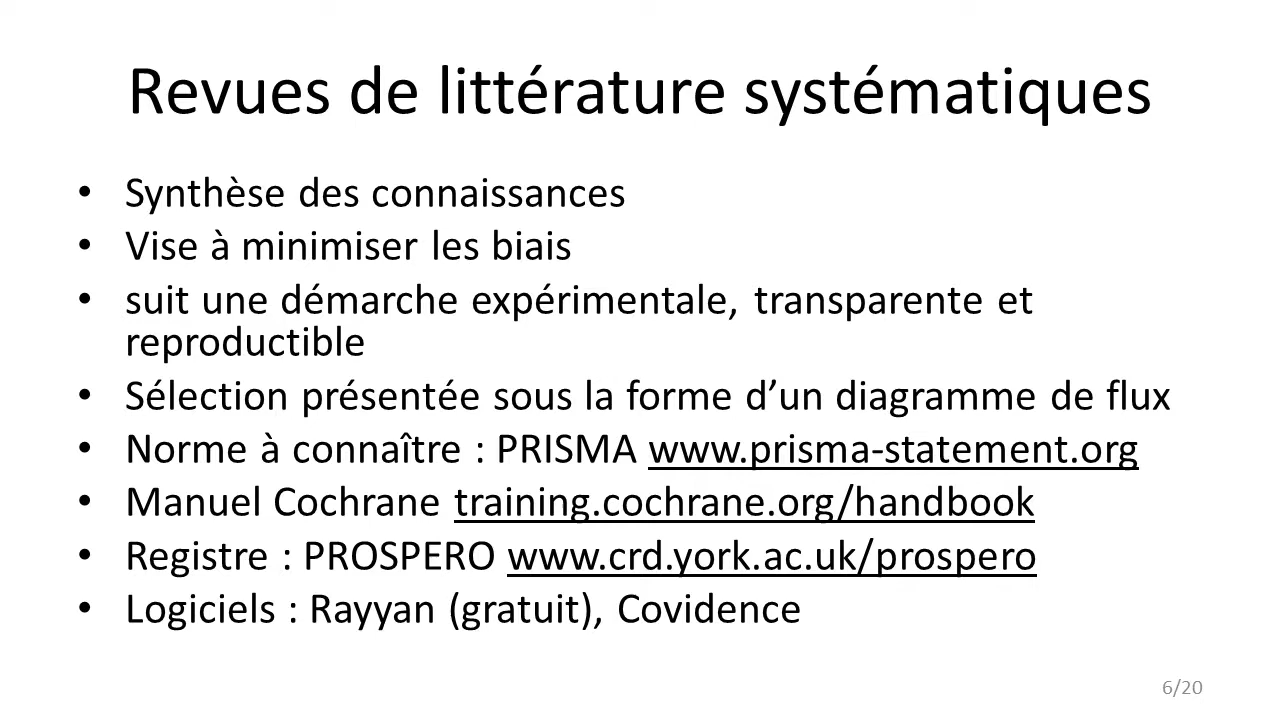 Revues de littérature systématiques
• Synthèse des connaissances
• Vise à minimiser les biais
• suit une démarche expérimentale, transparente et
reproductible
• Sélection présentée sous la forme d’un diagramme de flux
• Norme à connaître : PRISMA www.prisma-statement.org
• Manuel Cochrane training.cochrane.org/handbook
• Registre : PROSPERO www.crd.york.ac.uk/prospero
• Logiciels : Rayyan (gratuit), Covidence
6/20